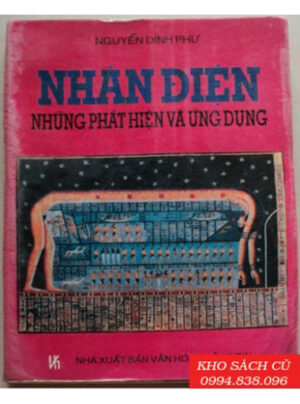 NGUYỄN ĐÌNH PHƯ
NHÂN DIỆN
NHỮNG PHÁT HIỆN VÀ ỨNG DỤNG
NHÀ XUẤT BẢN VĂN HÓA
KHO SÁCH CŨ
0994.838.096